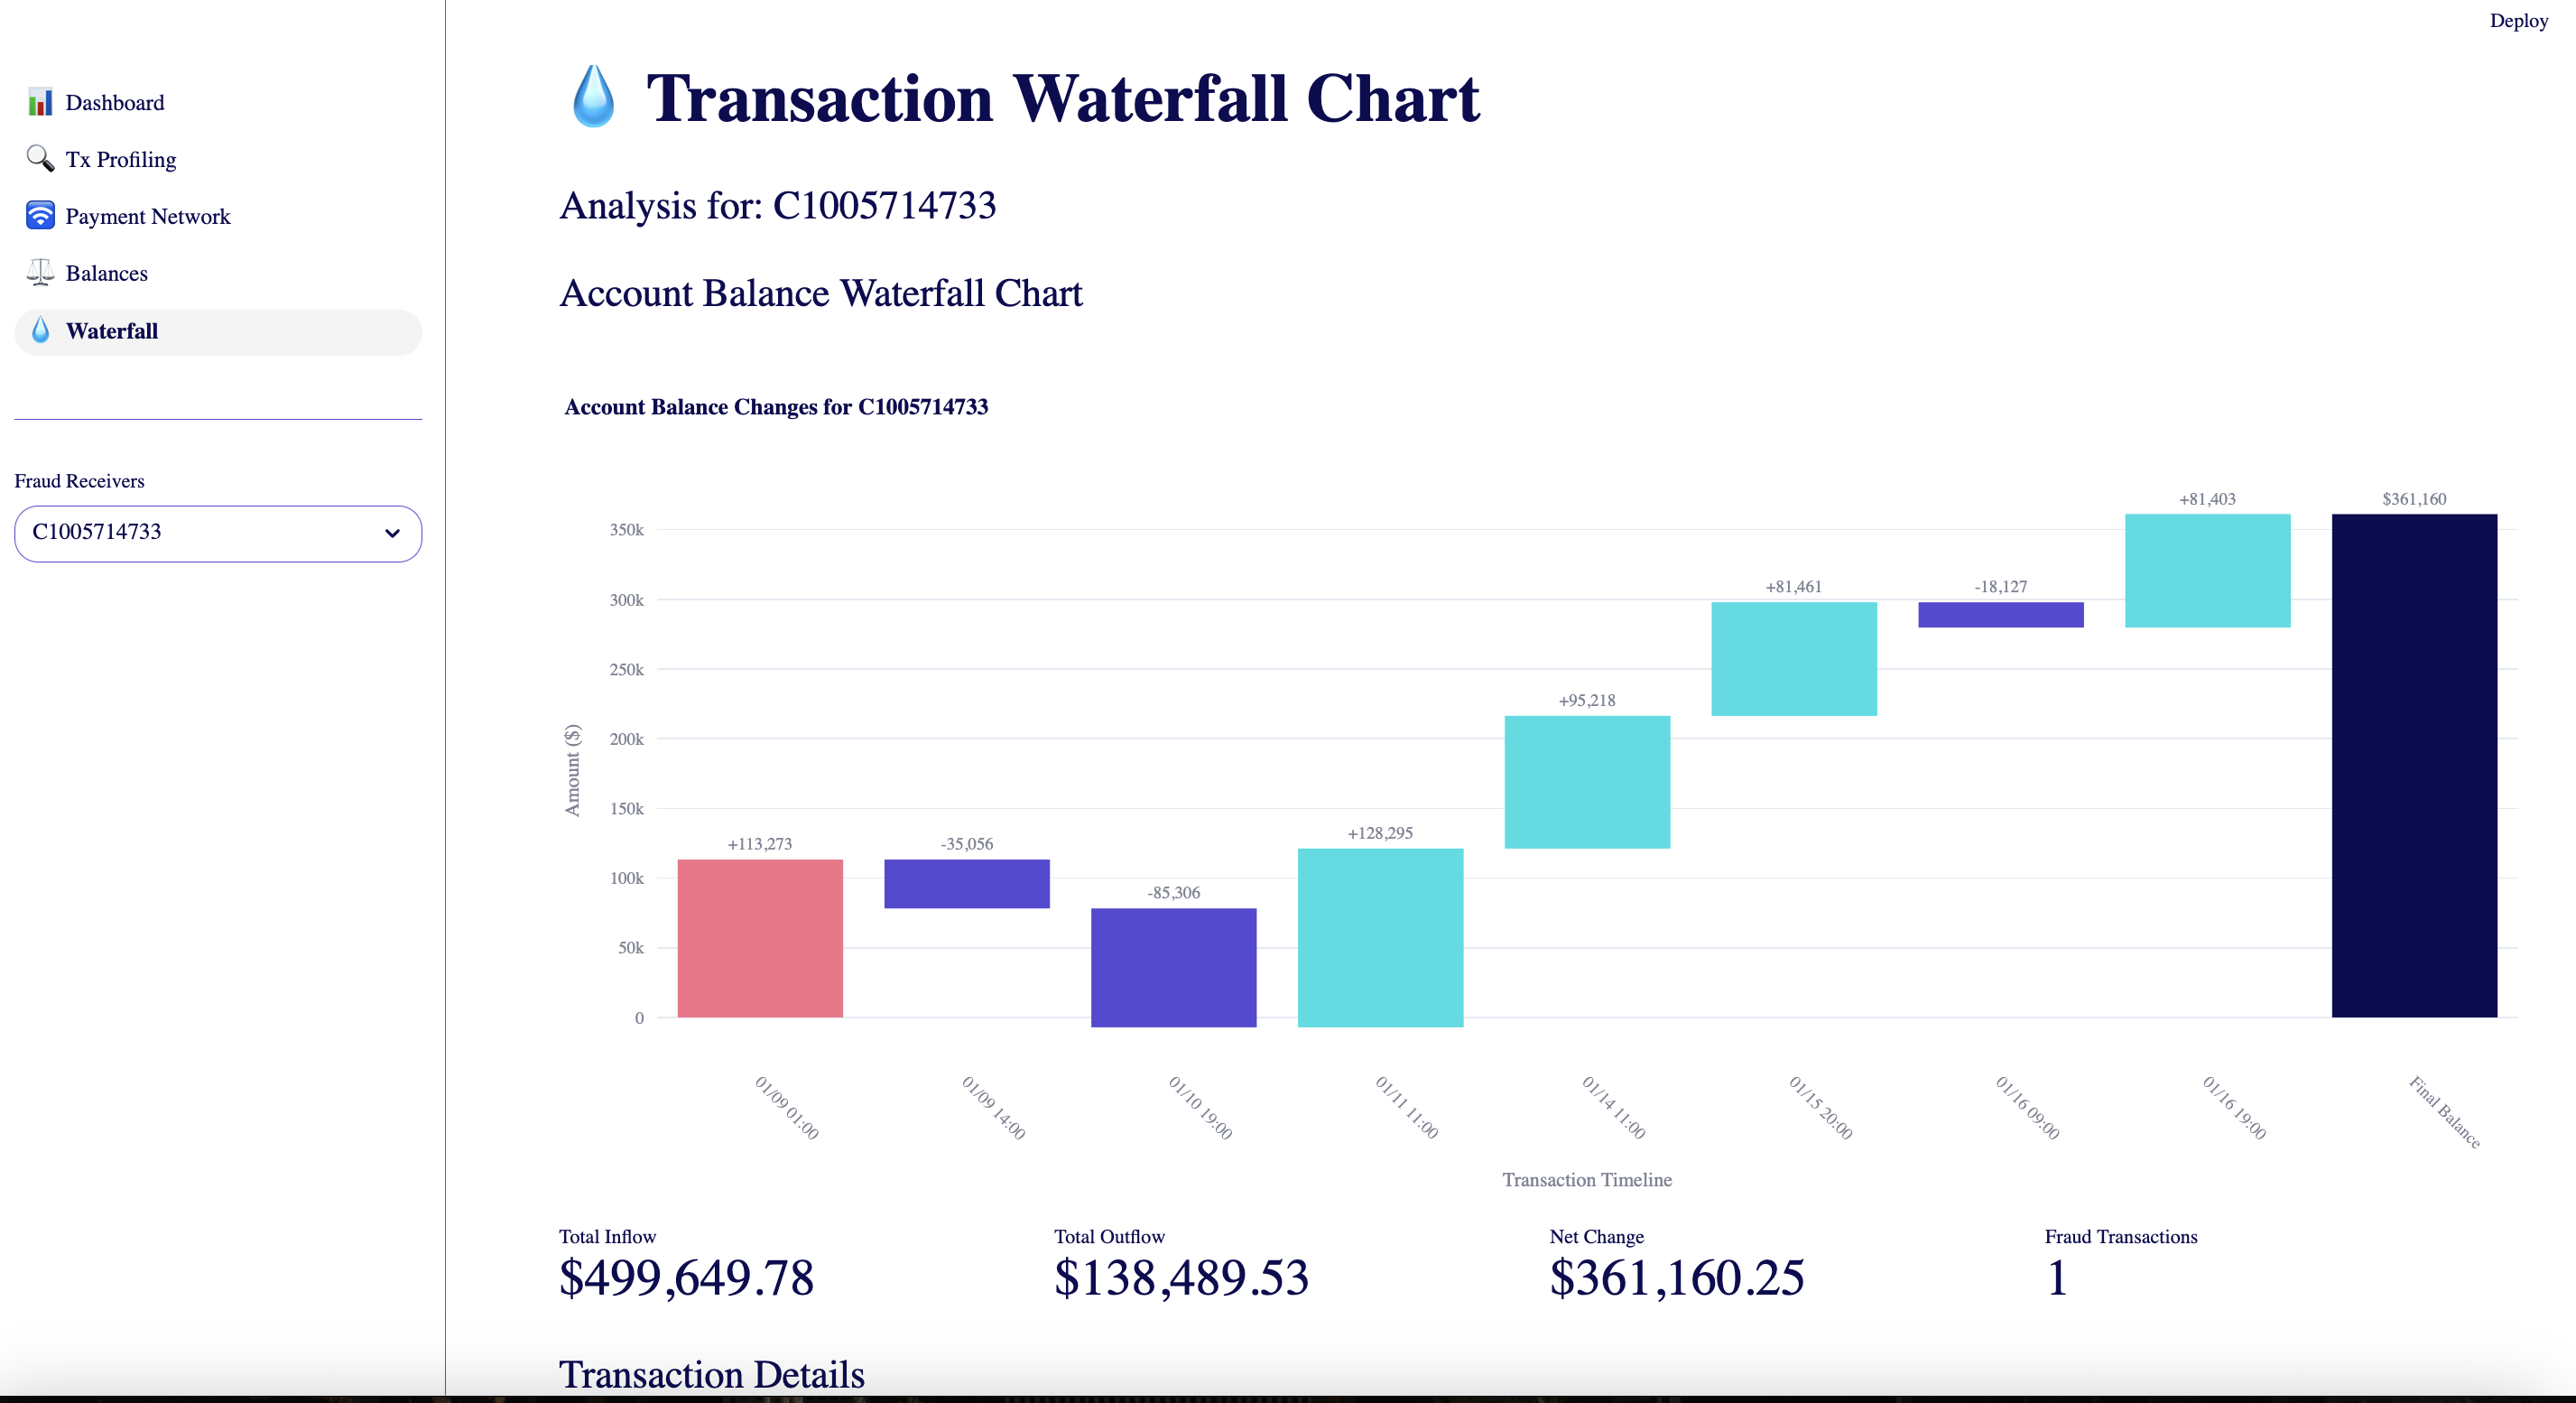 Deploy
Dashboard
Tx Profiling
Payment Network
Balances
Waterfall
Fraud Receivers
C1005714733
Transaction Waterfall Chart
Analysis for: C1005714733
Account Balance Waterfall Chart
Account Balance Changes for C1005714733
Amount ($)
350k
300k
250k
200k
150k
100k
50k
0
+113,273
-35,056
-85,306
+128,295
+95,218
+81,461
-18,127
+81,403
$361,160
01/09 01:00
01/09 14:00
01/10 19:00
01/11 11:00
01/14 11:00
01/15 20:00
01/16 09:00
01/16 19:00
Final Balance
Transaction Timeline
Total Inflow
$499,649.78
Total Outflow
$138,489.53
Net Change
$361,160.25
Fraud Transactions
1
Transaction Details